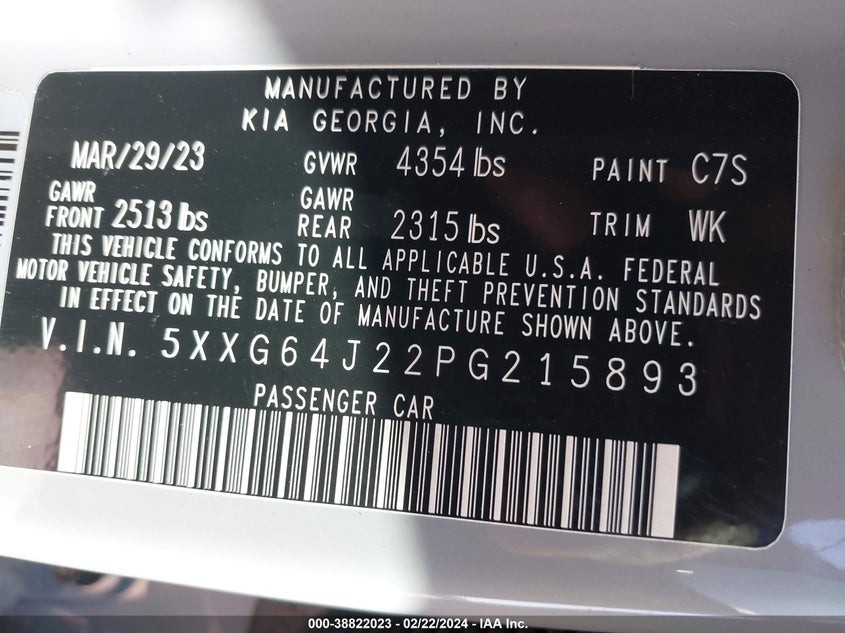 MANUFACTURED BY
KIA GEORGIA, INC.
MAR/29/23 GVWR 4354 lbs PAINT C7S
GAWR FRONT 2513 lbs GAWR REAR 2315 lbs TRIM WK
THIS VEHICLE CONFORMS TO ALL APPLICABLE U.S.A. FEDERAL
MOTOR VEHICLE SAFETY, BUMPER, AND THEFT PREVENTION STANDARDS
IN EFFECT ON THE DATE OF MANUFACTURE SHOWN ABOVE.
V.I.N. 5XXG64J22PG215893
PASSENGER CAR
000-38822023 - 02/22/2024 - IAA Inc.